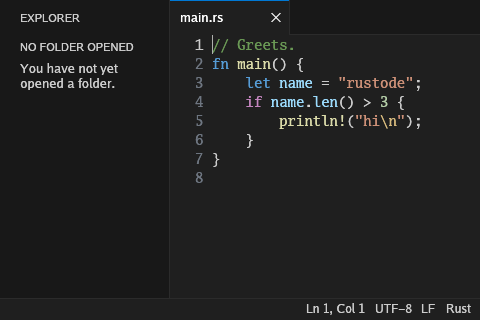 EXPLORER
NO FOLDER OPENED
You have not yet
opened a folder.
main.rs
1 // Greets.
2 fn main() {
3     let name = "rustode";
4     if name.len() > 3 {
5         println!("hi\n");
6     }
7 }
8
Ln 1, Col 1 UTF-8 LF Rust